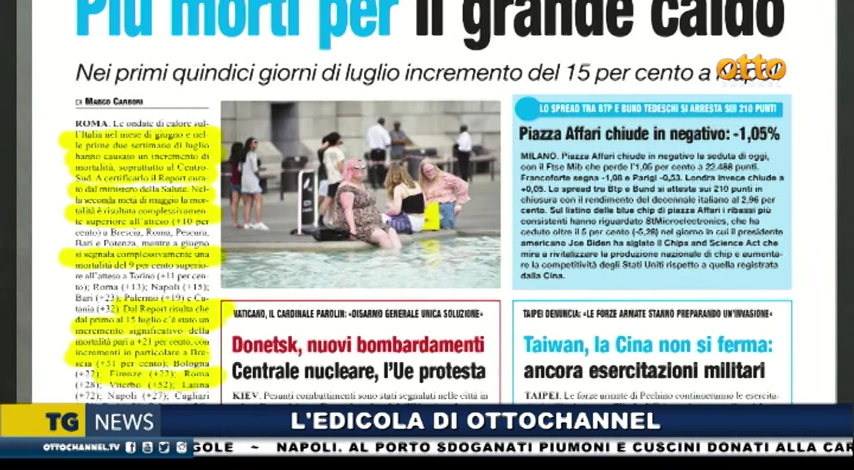 Più morti per il grande caldo
Nei primi quindici giorni di luglio incremento del 15 per cento a Napoli
otto
CHANNEL
DI MARCO CARBONI
ROMA. Le ondate di calore sul-
l'Italia nel mese di giugno e nel-
le prime due settimane di luglio
hanno causato un incremento di
mortalità, soprattutto al Centro-
Sud. A certificarlo il Report cura-
to dal ministero della Salute. Nel-
la seconda metà di maggio la mor-
talità è risultata complessivamen-
te superiore all'atteso (+10 per
cento) a Brescia, Roma, Pescara,
Bari e Potenza, mentre a giugno
si segnala complessivamente una
mortalità del 9 per cento superio-
re all'atteso a Torino (+11 per cen-
to); Roma (+13); Napoli (+15);
Bari (+23); Palermo (+19) e Ca-
tania (+32). Dal Report risulta che
dal primo al 15 luglio c'è stato un
incremento significativo della
mortalità pari a +21 per cento, con
incrementi in particolare a Bre-
scia (+31 per cento); Bologna
(+22); Firenze (+22); Roma
(+28); Viterbo (+52); Latina
(+72); Napoli (+27); Cagliari
LO SPREAD TRA BTP E BUND TEDESCHI SI ARRESTA SUI 210 PUNTI
Piazza Affari chiude in negativo: -1,05%
MILANO. Piazza Affari chiude in negativo la seduta di oggi,
con il Ftse Mib che perde l'1,05 per cento a 22.488 punti.
Francoforte segna -1,08 e Parigi -0,53. Londra invece chiude a
+0,05. Lo spread tra Btp e Bund si attesta sui 210 punti in
chiusura con il rendimento del decennale italiano al 2,96 per
cento. Sul listino delle blue chip di piazza Affari i ribassi più
consistenti hanno riguardato StMicroelectronics, che ha
ceduto oltre il 5 per cento (-5,28) nel giorno in cui il presidente
americano Joe Biden ha siglato il Chips and Science Act che
mira a rivitalizzare la produzione nazionale di chip e aumenta-
re la competitività degli Stati Uniti rispetto a quella registrata
dalla Cina.
VATICANO, IL CARDINALE PAROLIN: «DISARMO GENERALE UNICA SOLUZIONE»
Donetsk, nuovi bombardamenti
Centrale nucleare, l'Ue protesta
KIEV. Pesanti combattimenti sono stati segnalati nelle città in
TAIPEI DENUNCIA: «LE FORZE ARMATE STANNO PREPARANDO UN'INVASIONE»
Taiwan, la Cina non si ferma:
ancora esercitazioni militari
TAIPEI. Le forze armate di Pechino continueranno le esercita-
TG NEWS
L'EDICOLA DI OTTOCHANNEL
OTTOCHANNEL.TV
GOLE ~ NAPOLI. AL PORTO SDOGANATI PIUMONI E CUSCINI DONATI ALLA CAR